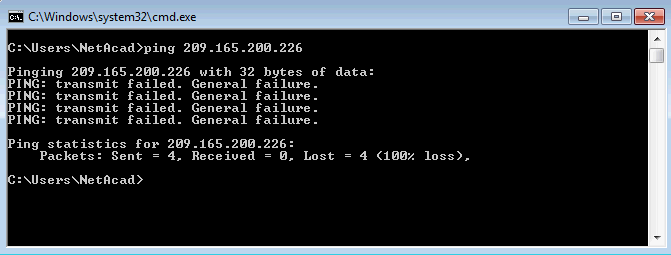 C:\Windows\system32\cmd.exe
C:\Users\NetAcad>ping 209.165.200.226
Pinging 209.165.200.226 with 32 bytes of data:
PING: transmit failed. General failure.
PING: transmit failed. General failure.
PING: transmit failed. General failure.
PING: transmit failed. General failure.
Ping statistics for 209.165.200.226:
    Packets: Sent = 4, Received = 0, Lost = 4 (100% loss),
C:\Users\NetAcad>